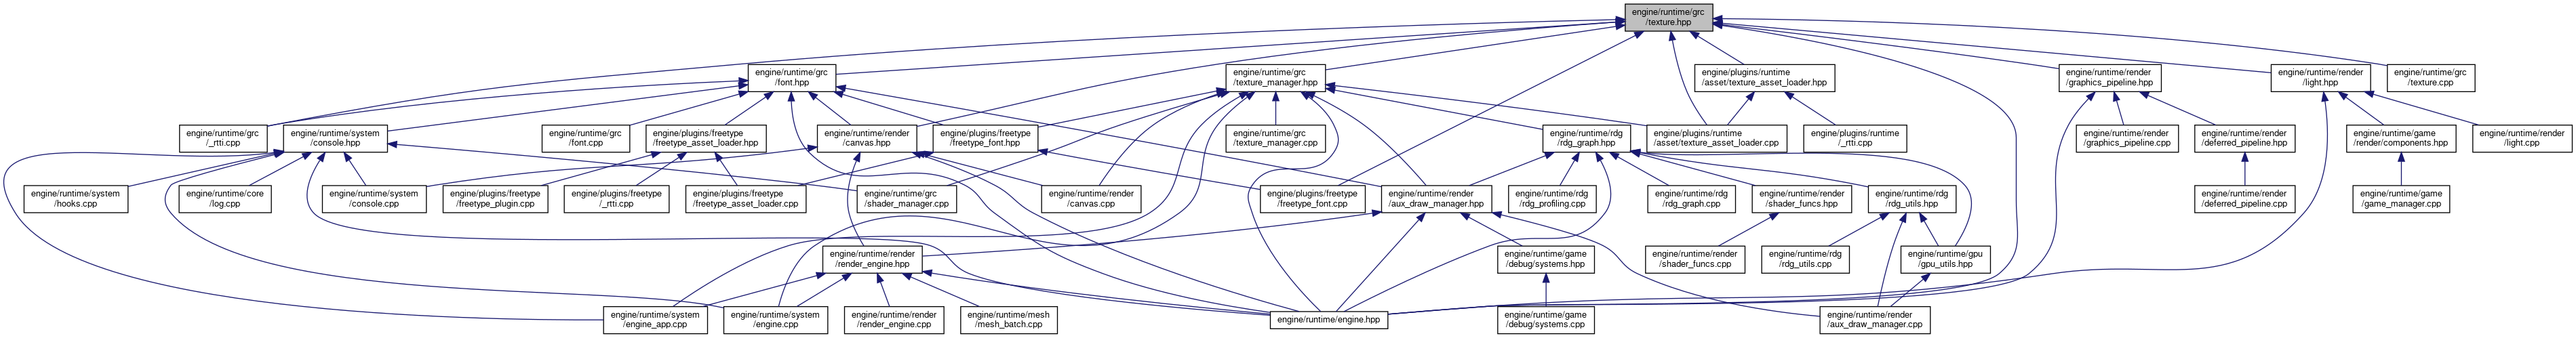 engine/runtime/grc
/texture.hpp
engine/runtime/grc
/font.hpp
engine/runtime/grc
/texture_manager.hpp
engine/plugins/runtime
/asset/texture_asset_loader.hpp
engine/runtime/render
/graphics_pipeline.hpp
engine/runtime/render
/light.hpp
engine/runtime/grc
/texture.cpp
engine/runtime/grc
/_rtti.cpp
engine/runtime/system
/console.hpp
engine/runtime/grc
/font.cpp
engine/plugins/freetype
/freetype_asset_loader.hpp
engine/runtime/render
/canvas.hpp
engine/plugins/freetype
/freetype_font.hpp
engine/runtime/grc
/texture_manager.cpp
engine/runtime/rdg
/rdg_graph.hpp
engine/plugins/runtime
/asset/texture_asset_loader.cpp
engine/plugins/runtime
/_rtti.cpp
engine/runtime/render
/graphics_pipeline.cpp
engine/runtime/render
/deferred_pipeline.hpp
engine/runtime/game
/render/components.hpp
engine/runtime/render
/light.cpp
engine/runtime/system
/hooks.cpp
engine/runtime/core
/log.cpp
engine/runtime/system
/console.cpp
engine/plugins/freetype
/freetype_plugin.cpp
engine/plugins/freetype
/_rtti.cpp
engine/plugins/freetype
/freetype_asset_loader.cpp
engine/runtime/grc
/shader_manager.cpp
engine/runtime/render
/canvas.cpp
engine/plugins/freetype
/freetype_font.cpp
engine/runtime/render
/aux_draw_manager.hpp
engine/runtime/rdg
/rdg_profiling.cpp
engine/runtime/rdg
/rdg_graph.cpp
engine/runtime/render
/shader_funcs.hpp
engine/runtime/rdg
/rdg_utils.hpp
engine/runtime/render
/deferred_pipeline.cpp
engine/runtime/game
/game_manager.cpp
engine/runtime/render
/render_engine.hpp
engine/runtime/game
/debug/systems.hpp
engine/runtime/render
/shader_funcs.cpp
engine/runtime/rdg
/rdg_utils.cpp
engine/runtime/gpu
/gpu_utils.hpp
engine/runtime/system
/engine_app.cpp
engine/runtime/system
/engine.cpp
engine/runtime/render
/render_engine.cpp
engine/runtime/mesh
/mesh_batch.cpp
engine/runtime/engine.hpp
engine/runtime/game
/debug/systems.cpp
engine/runtime/render
/aux_draw_manager.cpp